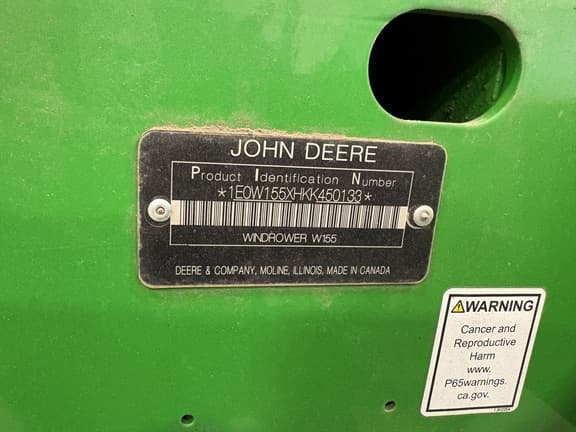 JOHN DEERE
Product Identification Number
*1E0W155XHKK450133*
WINDROWER W155
DEERE & COMPANY, MOLINE, ILLINOIS, MADE IN CANADA
WARNING
Cancer and
Reproductive
Harm
www.
P65warnings.
ca.gov.